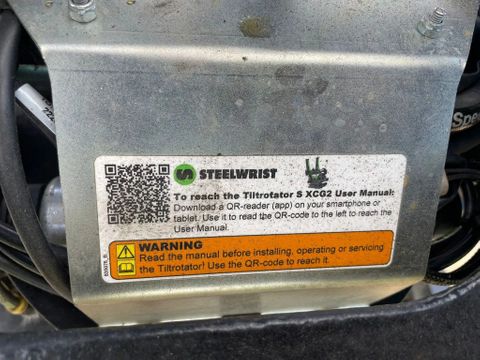 STEELWRIST
To reach the Tiltrotator S XCG2 User Manual:
Download a QR-reader (app) on your smartphone or
tablet. Use it to read the QR-code to the left to reach the
User Manual.
WARNING
Read the manual before installing, operating or servicing
the Tiltrotator! Use the QR-code to reach it.
Spe